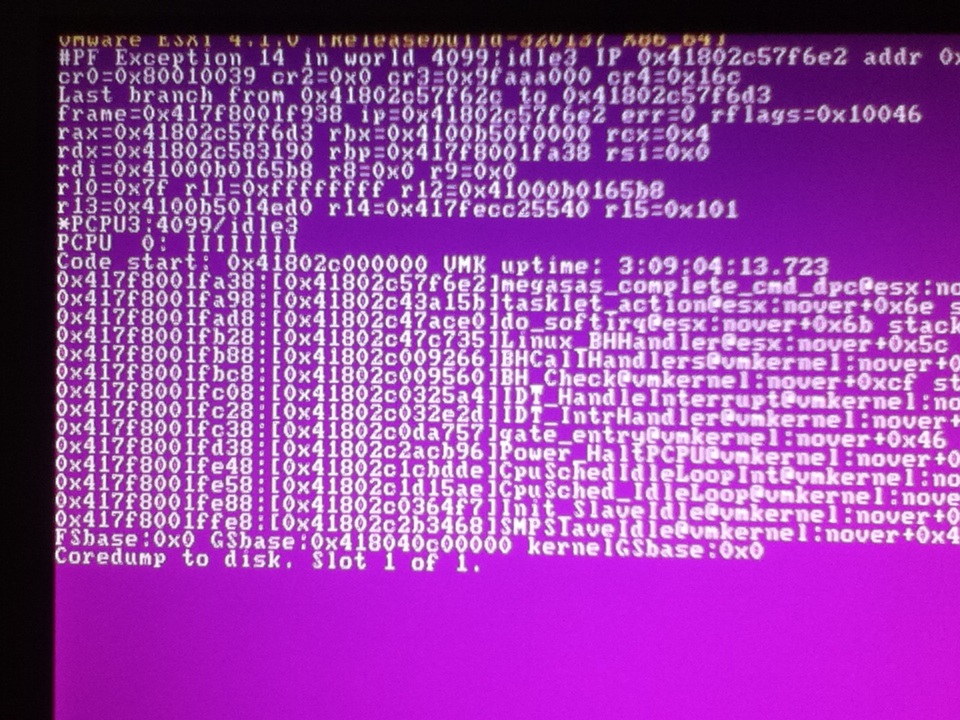 VMware ESXi 4.1.0 [Releasebuild-320137 X86_64]
#PF Exception 14 in world 4099:idle3 IP 0x41802c57f6e2 addr 0x
cr0=0x80010039 cr2=0x0 cr3=0x9faaa000 cr4=0x16c
Last branch from 0x41802c57f62c to 0x41802c57f6d3
frame=0x417f8001f938 ip=0x41802c57f6e2 err=0 rflags=0x10046
rax=0x41802c57f6d3 rbx=0x4100b50f0000 rcx=0x4
rdx=0x41802c583190 rbp=0x417f8001fa38 rsi=0x0
rdi=0x41000b0165b8 r8=0x0 r9=0x0
r10=0x7f r11=0xffffffff r12=0x41000b0165b8
r13=0x4100b5014ed0 r14=0x417fecc25540 r15=0x101
*PCPU3:4099/idle3
PCPU 0: IIIIIIII
Code start: 0x41802c000000 VMK uptime: 3:09:04:13.723
0x417f8001fa38:[0x41802c57f6e2]megasas_complete_cmd_dpc@esx:no
0x417f8001fa98:[0x41802c43a15b]tasklet_action@esx:nover+0x6e s
0x417f8001fad8:[0x41802c47ace0]do_softirq@esx:nover+0x6b stack
0x417f8001fb28:[0x41802c47c735]Linux_BHHandler@esx:nover+0x5c
0x417f8001fb88:[0x41802c009266]BHCallHandlers@vmkernel:nover+0
0x417f8001fbc8:[0x41802c009560]BH_Check@vmkernel:nover+0xcf st
0x417f8001fc08:[0x41802c0325a4]IDT_HandleInterrupt@vmkernel:no
0x417f8001fc28:[0x41802c032e2d]IDT_IntrHandler@vmkernel:nover+
0x417f8001fc38:[0x41802c0da757]gate_entry@vmkernel:nover+0x46
0x417f8001fd38:[0x41802c2acb96]Power_HaltPCPU@vmkernel:nover+0
0x417f8001fe48:[0x41802c1cbdde]CpuSchedIdleLoopInt@vmkernel:no
0x417f8001fe58:[0x41802c1d15ae]CpuSched_IdleLoop@vmkernel:nove
0x417f8001fe88:[0x41802c0364f7]Init_SlaveIdle@vmkernel:nover+0
0x417f8001ffe8:[0x41802c2b3468]SMPSlaveIdle@vmkernel:nover+0x4
FSbase:0x0 GSbase:0x418040c00000 kernelGSbase:0x0
Coredump to disk. Slot 1 of 1.